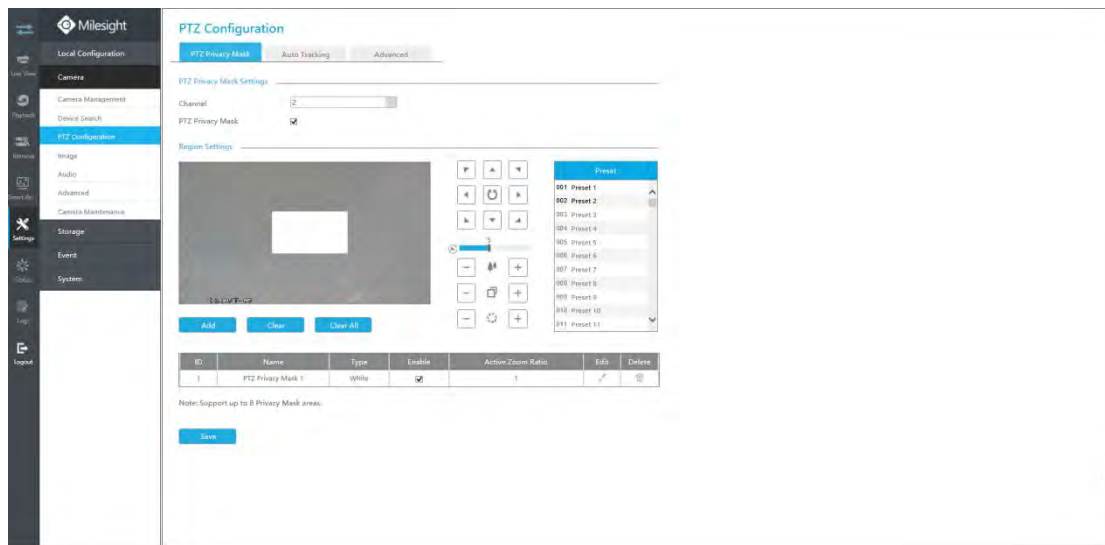 Milesight
Local Configuration
Live View
Camera
Playback
Camera Management
Device Search
PTZ Configuration
Retrieve
Image
Audio
Advanced
Camera Maintenance
Settings
Storage
Event
Status
System
Logs
Logout
PTZ Configuration
PTZ Privacy Mask Auto Tracking Advanced
PTZ Privacy Mask Settings
Channel 2
PTZ Privacy Mask
Region Settings
5
Preset
001 Preset 1
002 Preset 2
003 Preset 3
004 Preset 4
005 Preset 5
006 Preset 6
007 Preset 7
008 Preset 8
009 Preset 9
010 Preset 10
011 Preset 11
Add Clear Clear All
ID Name Type Enable Active Zoom Ratio Edit Delete
1 PTZ Privacy Mask 1 White 1
Note: Support up to 8 Privacy Mask areas.
Save